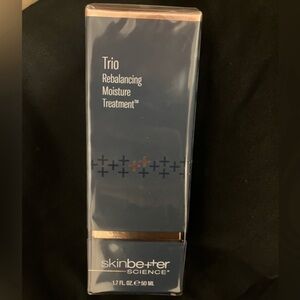 Trio
Rebalancing
Moisture
Treatment™
skinbetter
SCIENCE®
1.7 FL. OZ. ℮ 50 ML